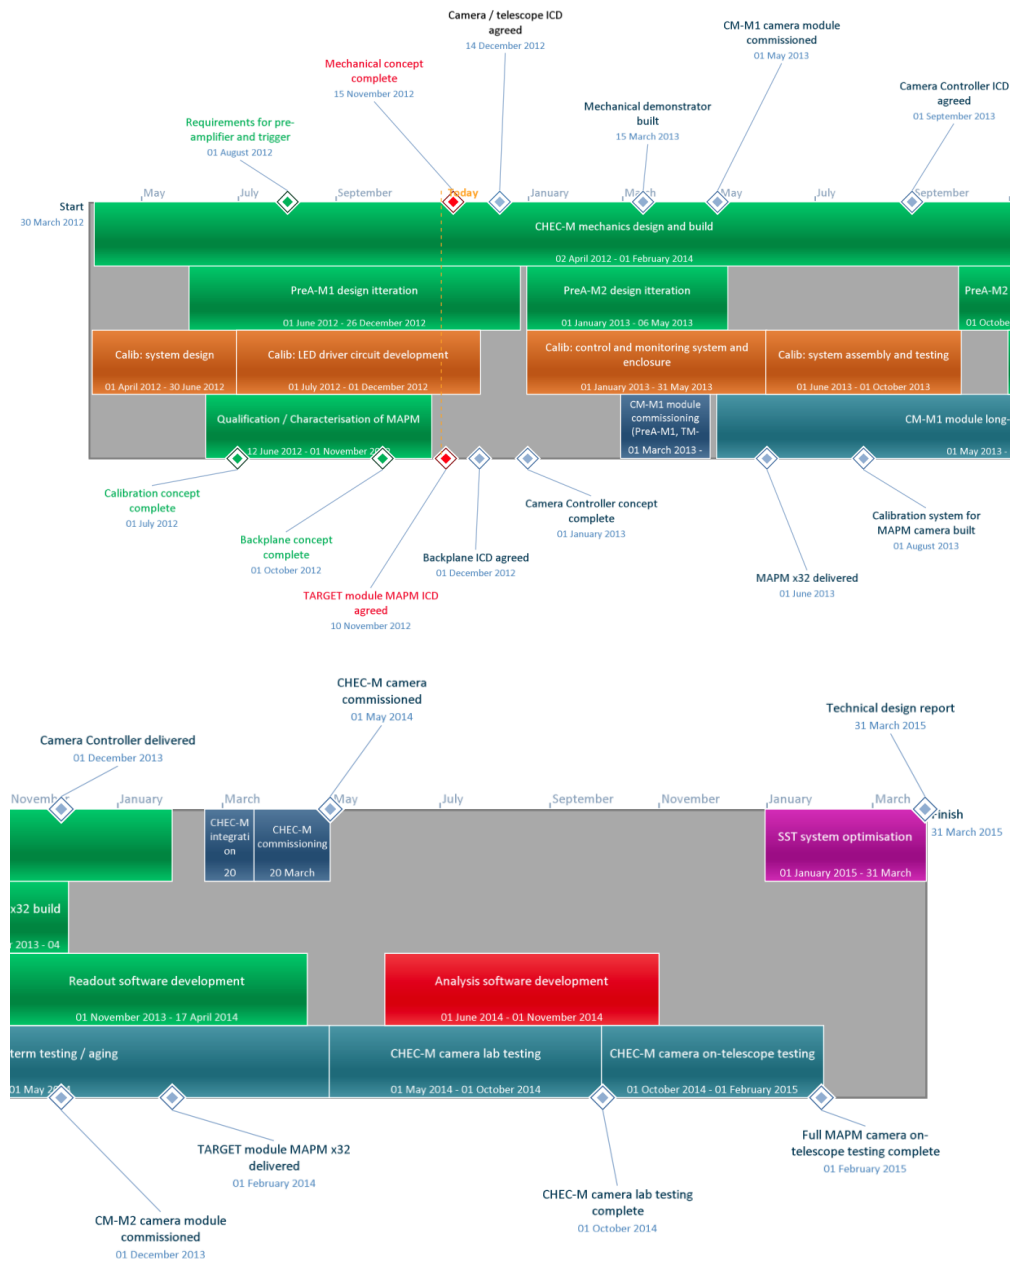 Camera / telescope ICD
agreed
14 December 2012
CM-M1 camera module
commissioned
01 May 2013
Mechanical concept
complete
15 November 2012
Camera Controller ICD
agreed
01 September 2013
Mechanical demonstrator
built
15 March 2013
Requirements for pre-
amplifier and trigger
01 August 2012
May
July
September
Today
January
March
May
July
September
Start
30 March 2012
CHEC-M mechanics design and build
02 April 2012 - 01 February 2014
PreA-M1 design itteration
01 June 2012 - 26 December 2012
PreA-M2 design itteration
01 January 2013 - 06 May 2013
PreA-M2
01 Octobe
Calib: system design
01 April 2012 - 30 June 2012
Calib: LED driver circuit development
01 July 2012 - 01 December 2012
Calib: control and monitoring system and
enclosure
01 January 2013 - 31 May 2013
Calib: system assembly and testing
01 June 2013 - 01 October 2013
Qualification / Characterisation of MAPM
12 June 2012 - 01 November
CM-M1 module
commissioning
(PreA-M1, TM-
01 March 2013 -
CM-M1 module long-
01 May 2013 -
Calibration concept
complete
01 July 2012
Backplane concept
complete
01 October 2012
TARGET module MAPM ICD
agreed
10 November 2012
Backplane ICD agreed
01 December 2012
Camera Controller concept
complete
01 January 2013
MAPM x32 delivered
01 June 2013
Calibration system for
MAPM camera built
01 August 2013
CHEC-M camera
commissioned
01 May 2014
Technical design report
31 March 2015
Camera Controller delivered
01 December 2013
November
January
March
May
July
September
November
January
March
Finish
31 March 2015
CHEC-M
integrati
on
20
CHEC-M
commissioning
20 March
SST system optimisation
01 January 2015 - 31 March
x32 build
r 2013 - 04
Readout software development
01 November 2013 - 17 April 2014
Analysis software development
01 June 2014 - 01 November 2014
term testing / aging
01 May
CHEC-M camera lab testing
01 May 2014 - 01 October 2014
CHEC-M camera on-telescope testing
01 October 2014 - 01 February 2015
TARGET module MAPM x32
delivered
01 February 2014
CM-M2 camera module
commissioned
01 December 2013
CHEC-M camera lab testing
complete
01 October 2014
Full MAPM camera on-
telescope testing complete
01 February 2015